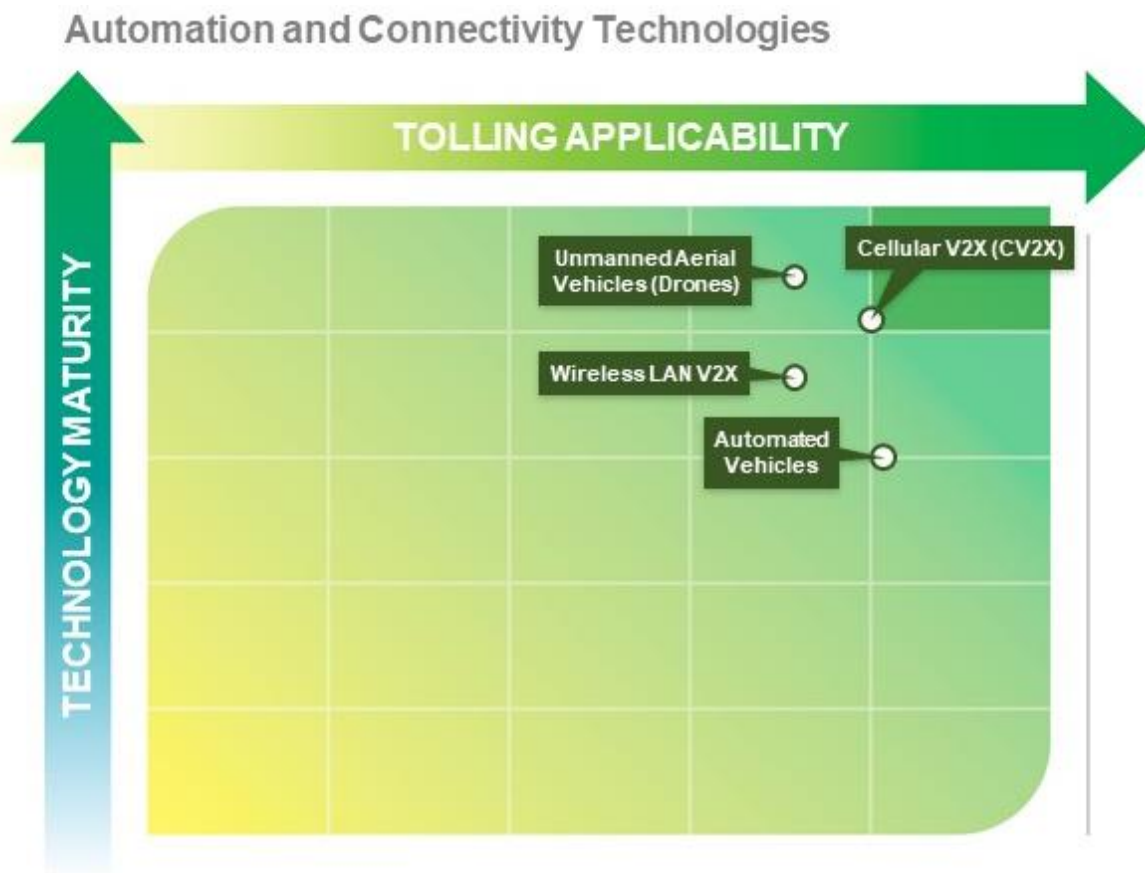 Automation and Connectivity Technologies
TOLLING APPLICABILITY
TECHNOLOGY MATURITY
Unmanned Aerial
Vehicles (Drones)
Cellular V2X (CV2X)
Wireless LAN V2X
Automated
Vehicles